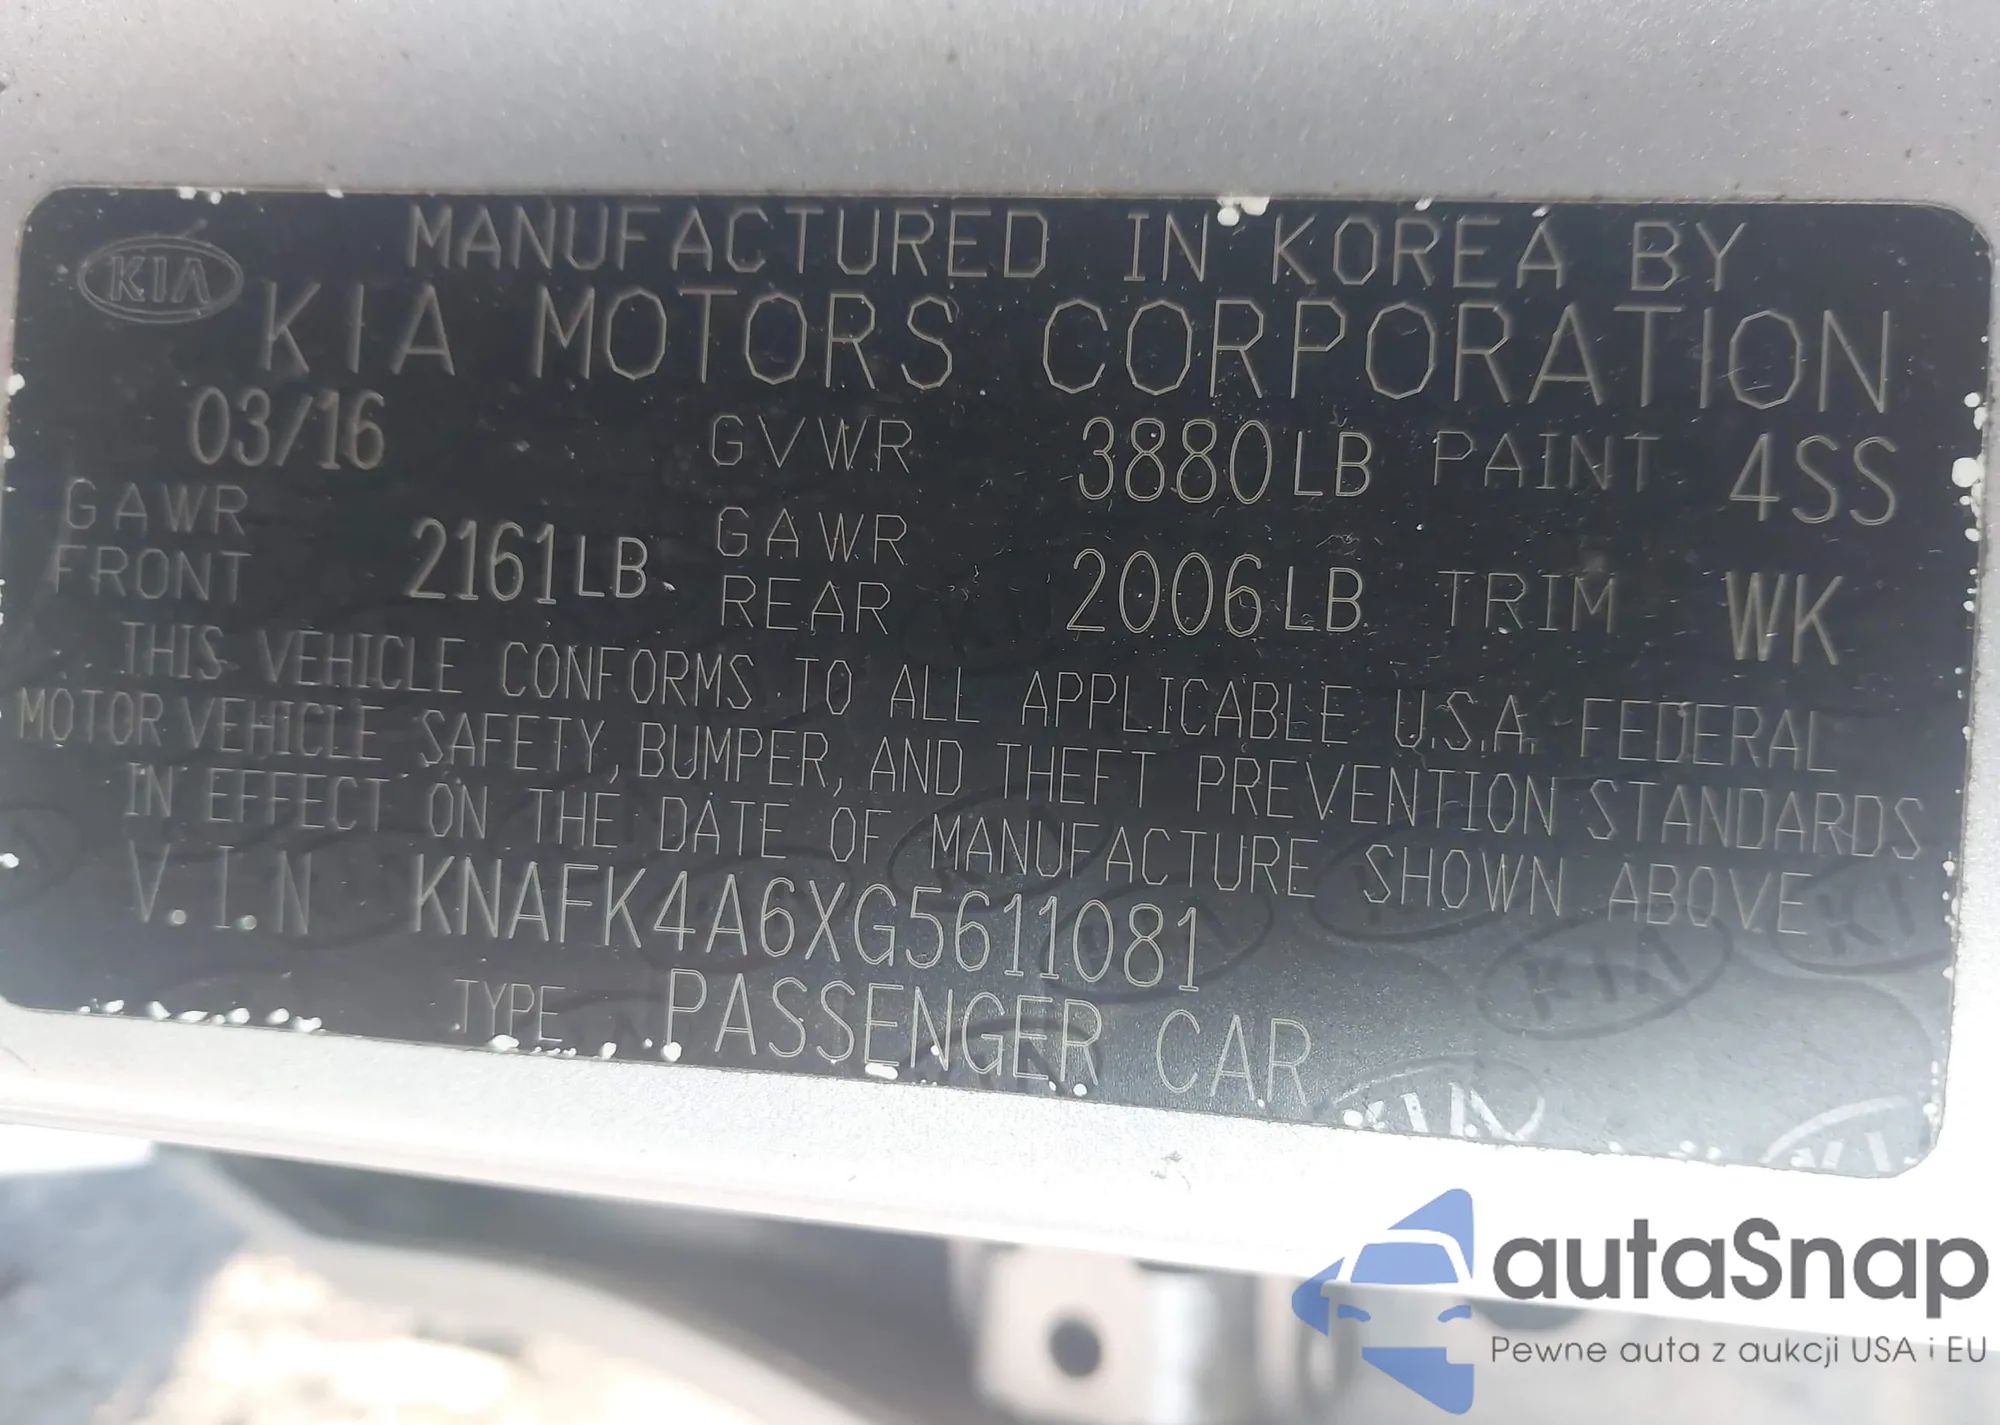 KIA
MANUFACTURED IN KOREA BY
KIA MOTORS CORPORATION
03/16 GVWR 3880LB PAINT 4SS
GAWR FRONT 2161LB GAWR REAR 2006LB TRIM WK
THIS VEHICLE CONFORMS TO ALL APPLICABLE U.S.A. FEDERAL
MOTOR VEHICLE SAFETY, BUMPER, AND THEFT PREVENTION STANDARDS
IN EFFECT ON THE DATE OF MANUFACTURE SHOWN ABOVE
V.I.N KNAFK4A6XG5611081
TYPE PASSENGER CAR
autaSnap
Pewne auta z aukcji USA i EU